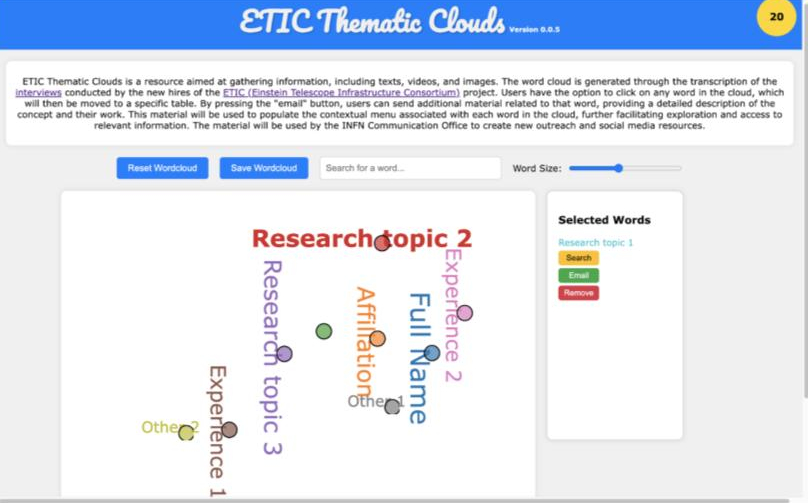 ETIC Thematic Clouds Version 0.0.5
20
ETIC Thematic Clouds is a resource aimed at gathering information, including texts, videos, and images. The word cloud is generated through the transcription of the
interviews conducted by the new hires of the ETIC (Einstein Telescope Infrastructure Consortium) project. Users have the option to click on any word in the cloud, which
will then be moved to a specific table. By pressing the "email" button, users can send additional material related to that word, providing a detailed description of the
concept and their work. This material will be used to populate the contextual menu associated with each word in the cloud, further facilitating exploration and access to
relevant information. The material will be used by the INFN Communication Office to create new outreach and social media resources.
Reset Wordcloud
Save Wordcloud
Search for a word...
Word Size:
Research topic 2
Research topic 3
Affiliation
Full Name
Experience 2
Other 1
Experience 1
Other 2
Selected Words
Research topic 1
Search
Email
Remove